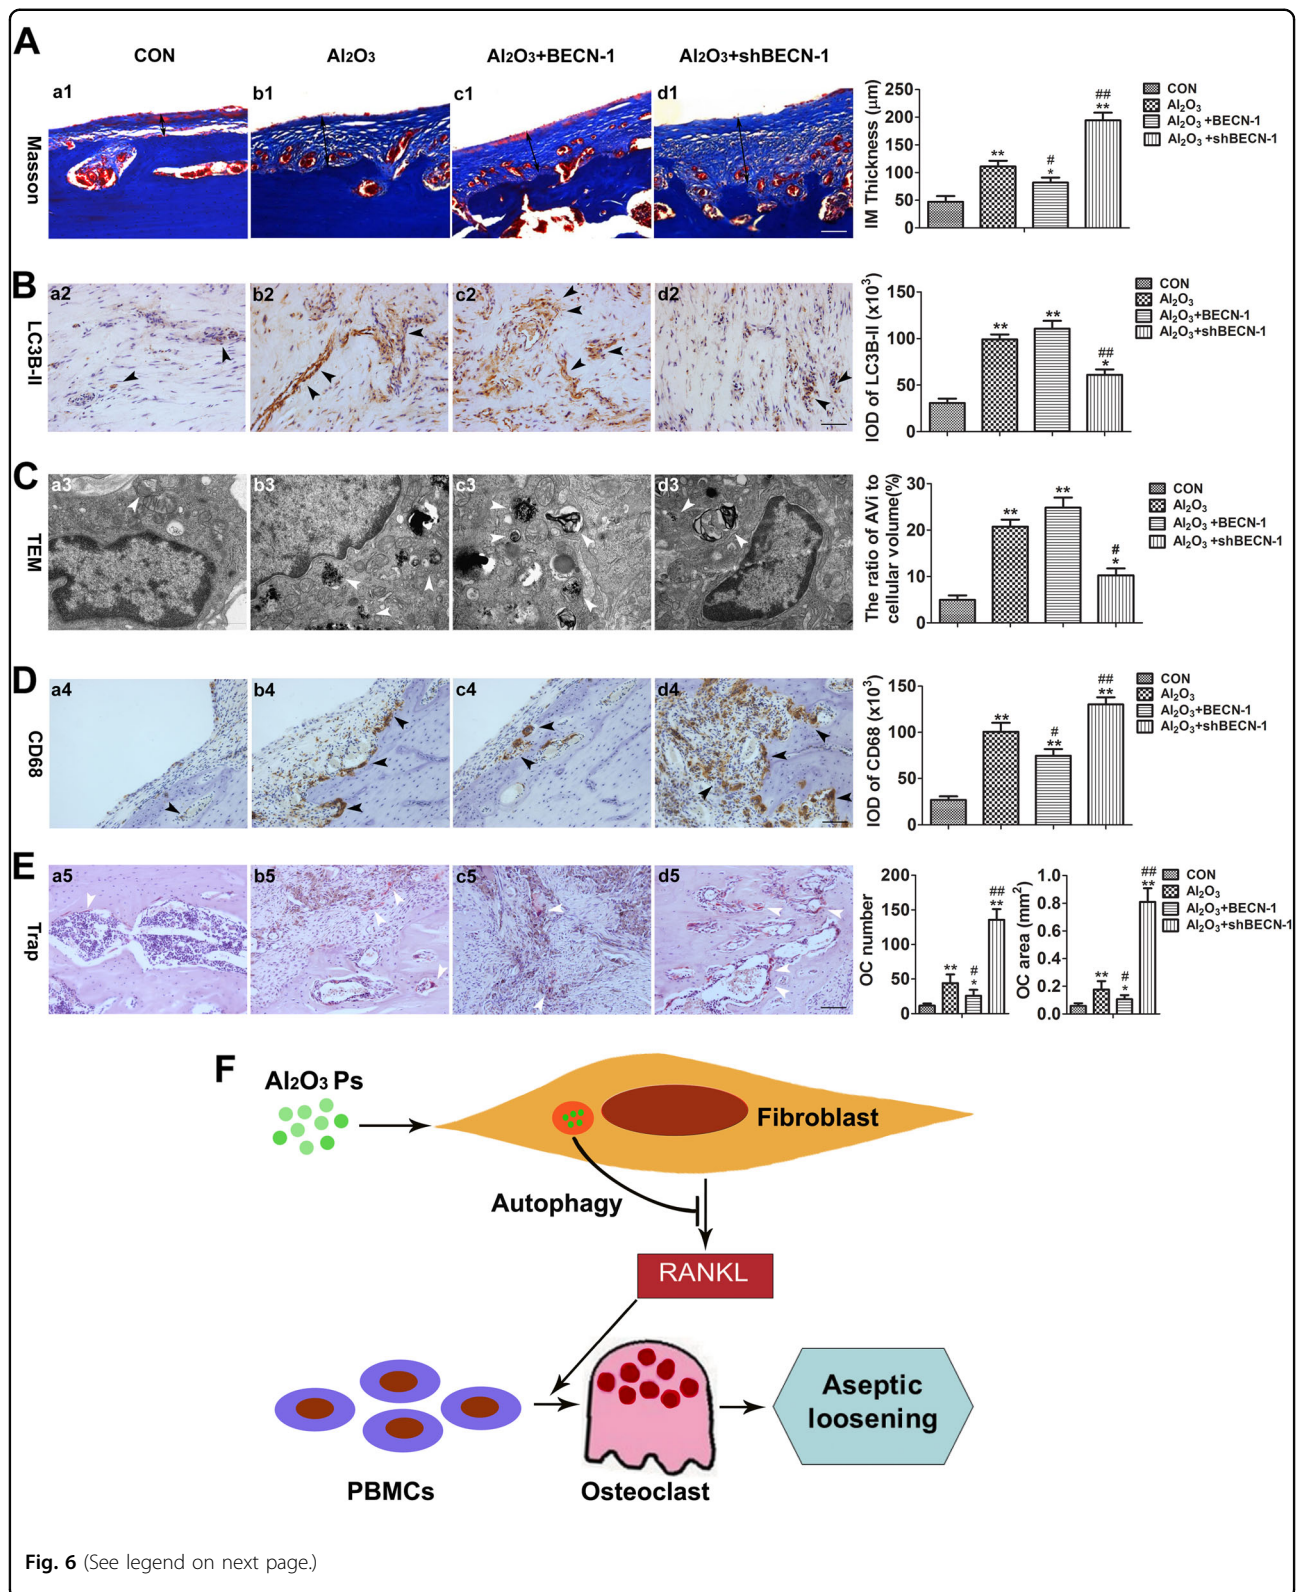 A
CON
Al₂O₃
Al₂O₃+BECN-1
Al₂O₃+shBECN-1
Masson
a1
b1
c1
d1
IM Thickness (μm)
250
200
150
100
50
0
**
#
*
##
**
CON
Al₂O₃
Al₂O₃ +BECN-1
Al₂O₃ +shBECN-1
B
LC3B-II
a2
b2
c2
d2
IOD of LC3B-II (x10³)
150
100
50
0
**
**
##
*
CON
Al₂O₃
Al₂O₃+BECN-1
Al₂O₃+shBECN-1
C
TEM
a3
b3
c3
d3
The ratio of AVi to
cellular volume(%)
30
20
10
0
**
**
#
*
CON
Al₂O₃
Al₂O₃ +BECN-1
Al₂O₃ +shBECN-1
D
CD68
a4
b4
c4
d4
IOD of CD68 (x10³)
150
100
50
0
**
#
**
##
**
CON
Al₂O₃
Al₂O₃+BECN-1
Al₂O₃+shBECN-1
E
Trap
a5
b5
c5
d5
OC number
200
150
100
50
0
**
#
*
##
**
OC area (mm²)
1.0
0.8
0.6
0.4
0.2
0.0
**
#
*
##
**
CON
Al₂O₃
Al₂O₃+BECN-1
Al₂O₃+shBECN-1
F
Al₂O₃ Ps
Fibroblast
Autophagy
RANKL
Aseptic
loosening
PBMCs
Osteoclast
Fig. 6 (See legend on next page.)